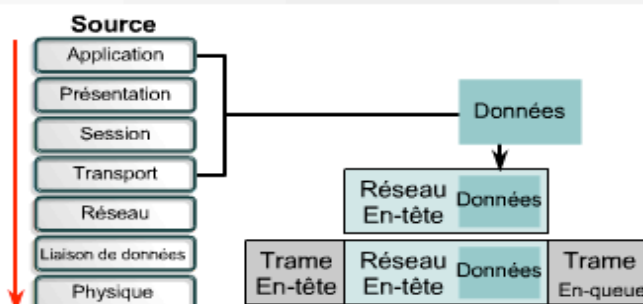 Source
Application
Présentation
Session
Transport
Réseau
Liaison de données
Physique
Données
Réseau
En-tête
Données
Trame
En-tête
Réseau
En-tête
Données
Trame
En-queue